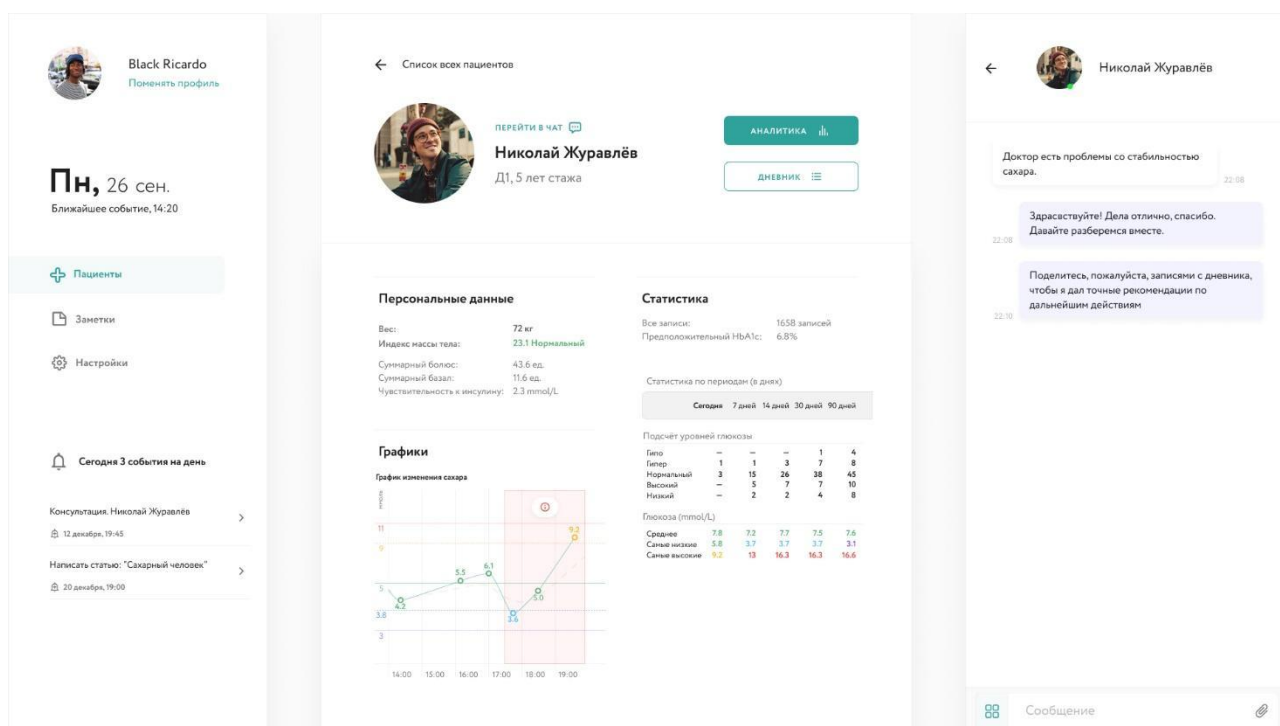 Black Ricardo
Поменять профиль
Пн, 26 сен.
Ближайшее событие, 14:20
Пациенты
Заметки
Настройки
Сегодня 3 события на день
Консультация. Николай Журавлёв
12 декабря, 19:45
Написать статью: "Сахарный человек"
20 декабря, 19:00
Список всех пациентов
ПЕРЕЙТИ В ЧАТ
Николай Журавлёв
Д1, 5 лет стажа
АНАЛИТИКА
ДНЕВНИК
Персональные данные
Вес: 72 кг
Индекс массы тела: 23.1 Нормальный
Суммарный болюс: 43.6 ед.
Суммарный базал: 11.6 ед.
Чувствительность к инсулину: 2.3 mmol/L
Графики
График изменения сахара
ммоль
11
9
5
3.8
3
4.2
5.5
6.1
3.6
5.0
9.2
14:00 15:00 16:00 17:00 18:00 19:00
Статистика
Все записи: 1658 записей
Предположительный HbA1c: 6.8%
Статистика по периодам (в днях)
Сегодня 7 дней 14 дней 30 дней 90 дней
Подсчёт уровней глюкозы
Гипо – – – 1 4
Гипер 1 1 3 7 8
Нормальный 3 15 26 38 45
Высокий – 5 7 7 10
Низкий – 2 2 4 8
Глюкоза (mmol/L)
Среднее 7.8 7.2 7.7 7.5 7.6
Самые низкие 5.8 3.7 3.7 3.7 3.1
Самые высокие 9.2 13 16.3 16.3 16.6
Николай Журавлёв
Доктор есть проблемы со стабильностью
сахара.
22:08
Здрасвствуйте! Дела отлично, спасибо.
Давайте разберемся вместе.
22:08
Поделитесь, пожалуйста, записями с дневника,
чтобы я дал точные рекомендации по
дальнейшим действиям
22:10
Сообщение